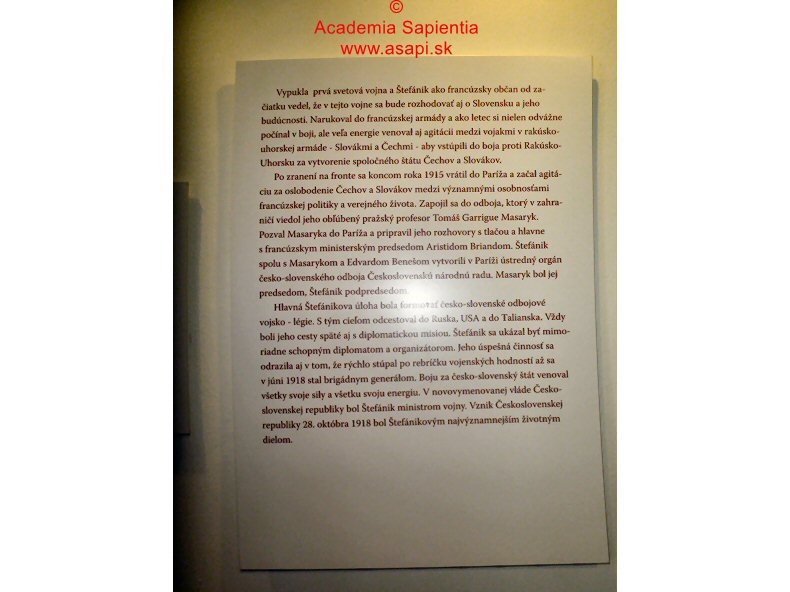 ©
Academia Sapientia
www.asapi.sk
Vypukla prvá svetová vojna a Štefánik ako francúzsky občan od za-
čiatku vedel, že v tejto vojne sa bude rozhodovať aj o Slovensku a jeho
budúcnosti. Narukoval do francúzskej armády a ako letec si nielen odvážne
počínal v boji, ale veľa energie venoval aj agitácii medzi vojakmi v rakúsko-
uhorskej armáde - Slovákmi a Čechmi - aby vstúpili do boja proti Rakúsko-
Uhorsku za vytvorenie spoločného štátu Čechov a Slovákov.
Po zranení na fronte sa koncom roka 1915 vrátil do Paríža a začal agitá-
ciu za oslobodenie Čechov a Slovákov medzi významnými osobnosťami
francúzskej politiky a verejného života. Zapojil sa do odboja, ktorý v zahra-
ničí viedol jeho obľúbený pražský profesor Tomáš Garrigue Masaryk.
Pozval Masaryka do Paríža a pripravil jeho rozhovory s tlačou a hlavne
s francúzskym ministerským predsedom Aristidom Briandom. Štefánik
spolu s Masarykom a Edvardom Benešom vytvorili v Paríži ústredný orgán
česko-slovenského odboja Československú národnú radu. Masaryk bol jej
predsedom, Štefánik podpredsedom.
Hlavná Štefánikova úloha bola formovať česko-slovenské odbojové
vojsko - légie. S tým cieľom odcestoval do Ruska, USA a do Talianska. Vždy
boli jeho cesty späté aj s diplomatickou misiou. Štefánik sa ukázal byť mimo-
riadne schopným diplomatom a organizátorom. Jeho úspešná činnosť sa
odrazila aj v tom, že rýchlo stúpal po rebríčku vojenských hodností až sa
v júni 1918 stal brigádnym generálom. Boju za česko-slovenský štát venoval
všetky svoje sily a všetku svoju energiu. V novovymenovanej vláde Česko-
slovenskej republiky bol Štefánik ministrom vojny. Vznik Československej
republiky 28. októbra 1918 bol Štefánikovým najvýznamnejším životným
dielom.